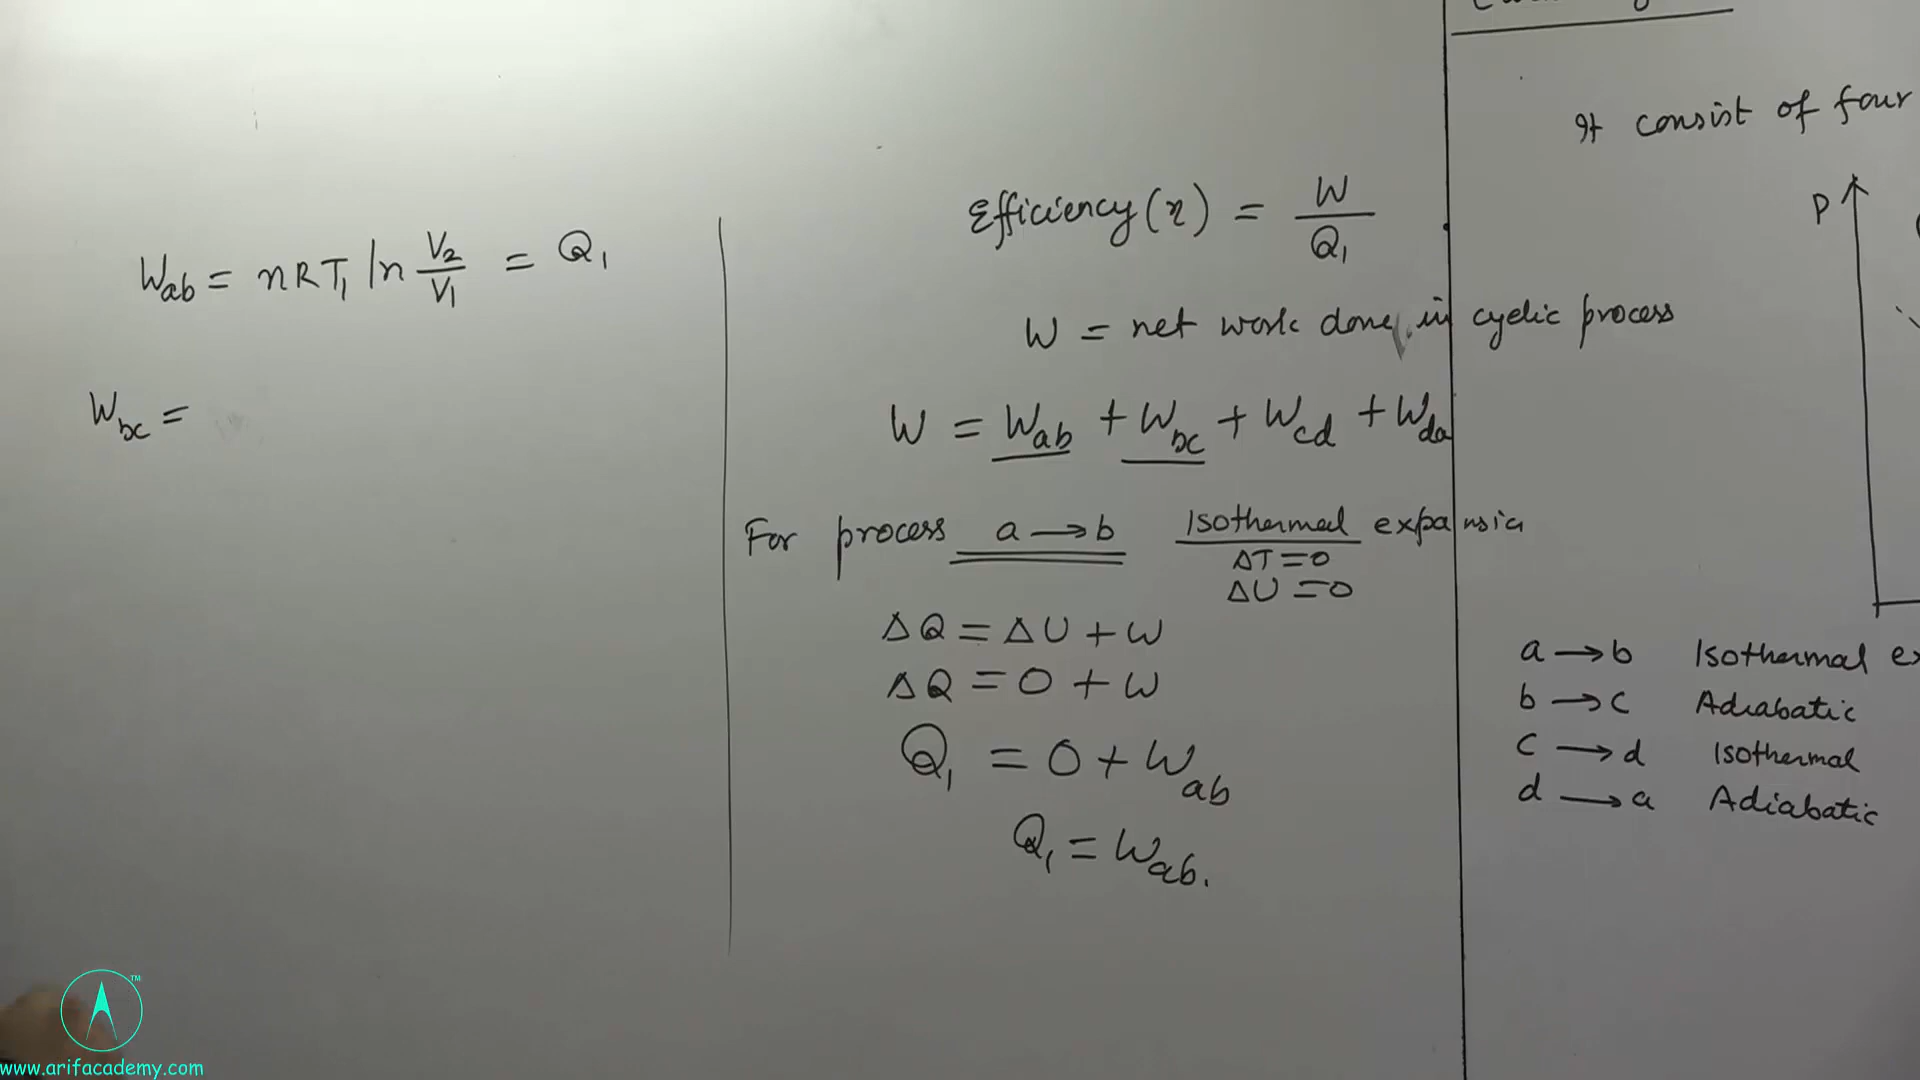 Wab = nRT₁ ln V₂/V₁ = Q₁
Wbc =
Efficiency(η) = W/Q₁
W = net work done in cyclic process
W = Wab + Wbc + Wcd + Wda
For process a → b Isothermal expansion
ΔT = 0
ΔU = 0
ΔQ = ΔU + W
ΔQ = 0 + W
Q₁ = 0 + Wab
Q₁ = Wab.
It consist of four
P
a → b Isothermal ex
b → c Adiabatic
c → d Isothermal
d → a Adiabatic
TM
www.arifacademy.com